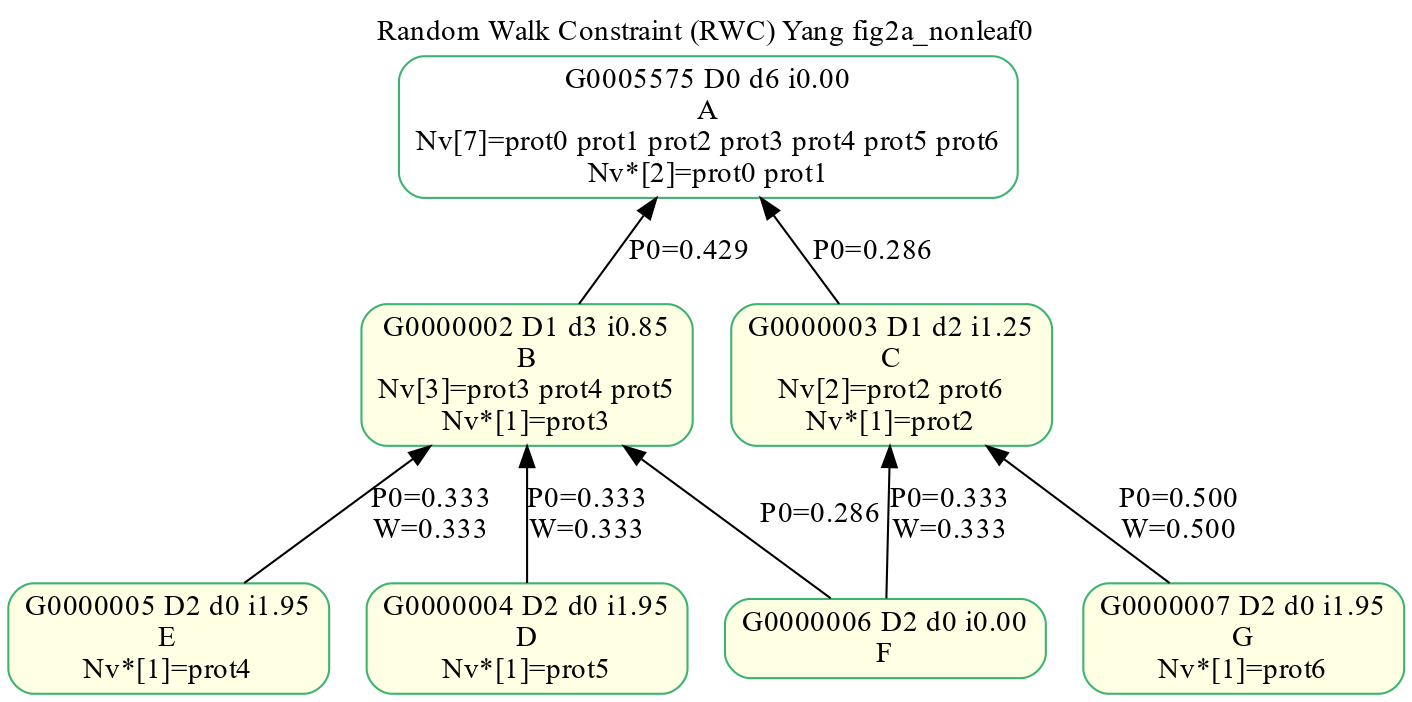 Random Walk Constraint (RWC) Yang fig2a_nonleaf0
G0005575 D0 d6 i0.00
A
Nv[7]=prot0 prot1 prot2 prot3 prot4 prot5 prot6
Nv*[2]=prot0 prot1
P0=0.429
P0=0.286
G0000002 D1 d3 i0.85
B
Nv[3]=prot3 prot4 prot5
Nv*[1]=prot3
G0000003 D1 d2 i1.25
C
Nv[2]=prot2 prot6
Nv*[1]=prot2
P0=0.333
W=0.333
P0=0.333
W=0.333
P0=0.286
P0=0.333
W=0.333
P0=0.500
W=0.500
G0000005 D2 d0 i1.95
E
Nv*[1]=prot4
G0000004 D2 d0 i1.95
D
Nv*[1]=prot5
G0000006 D2 d0 i0.00
F
G0000007 D2 d0 i1.95
G
Nv*[1]=prot6